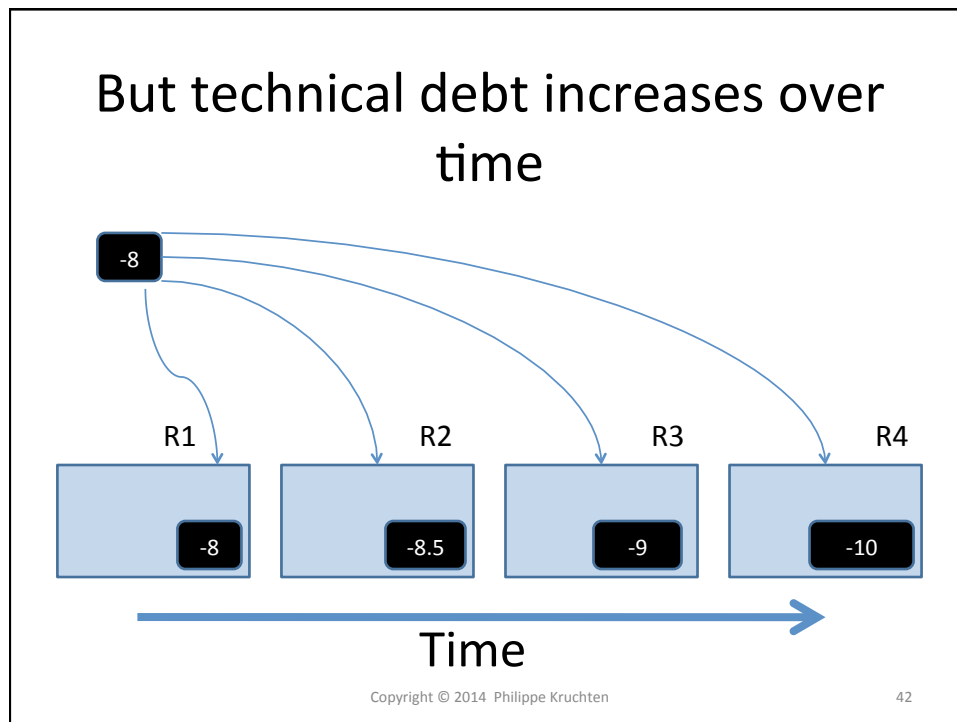 But technical debt increases over
time
-8
R1
R2
R3
R4
-8
-8.5
-9
-10
Time
Copyright © 2014 Philippe Kruchten
42